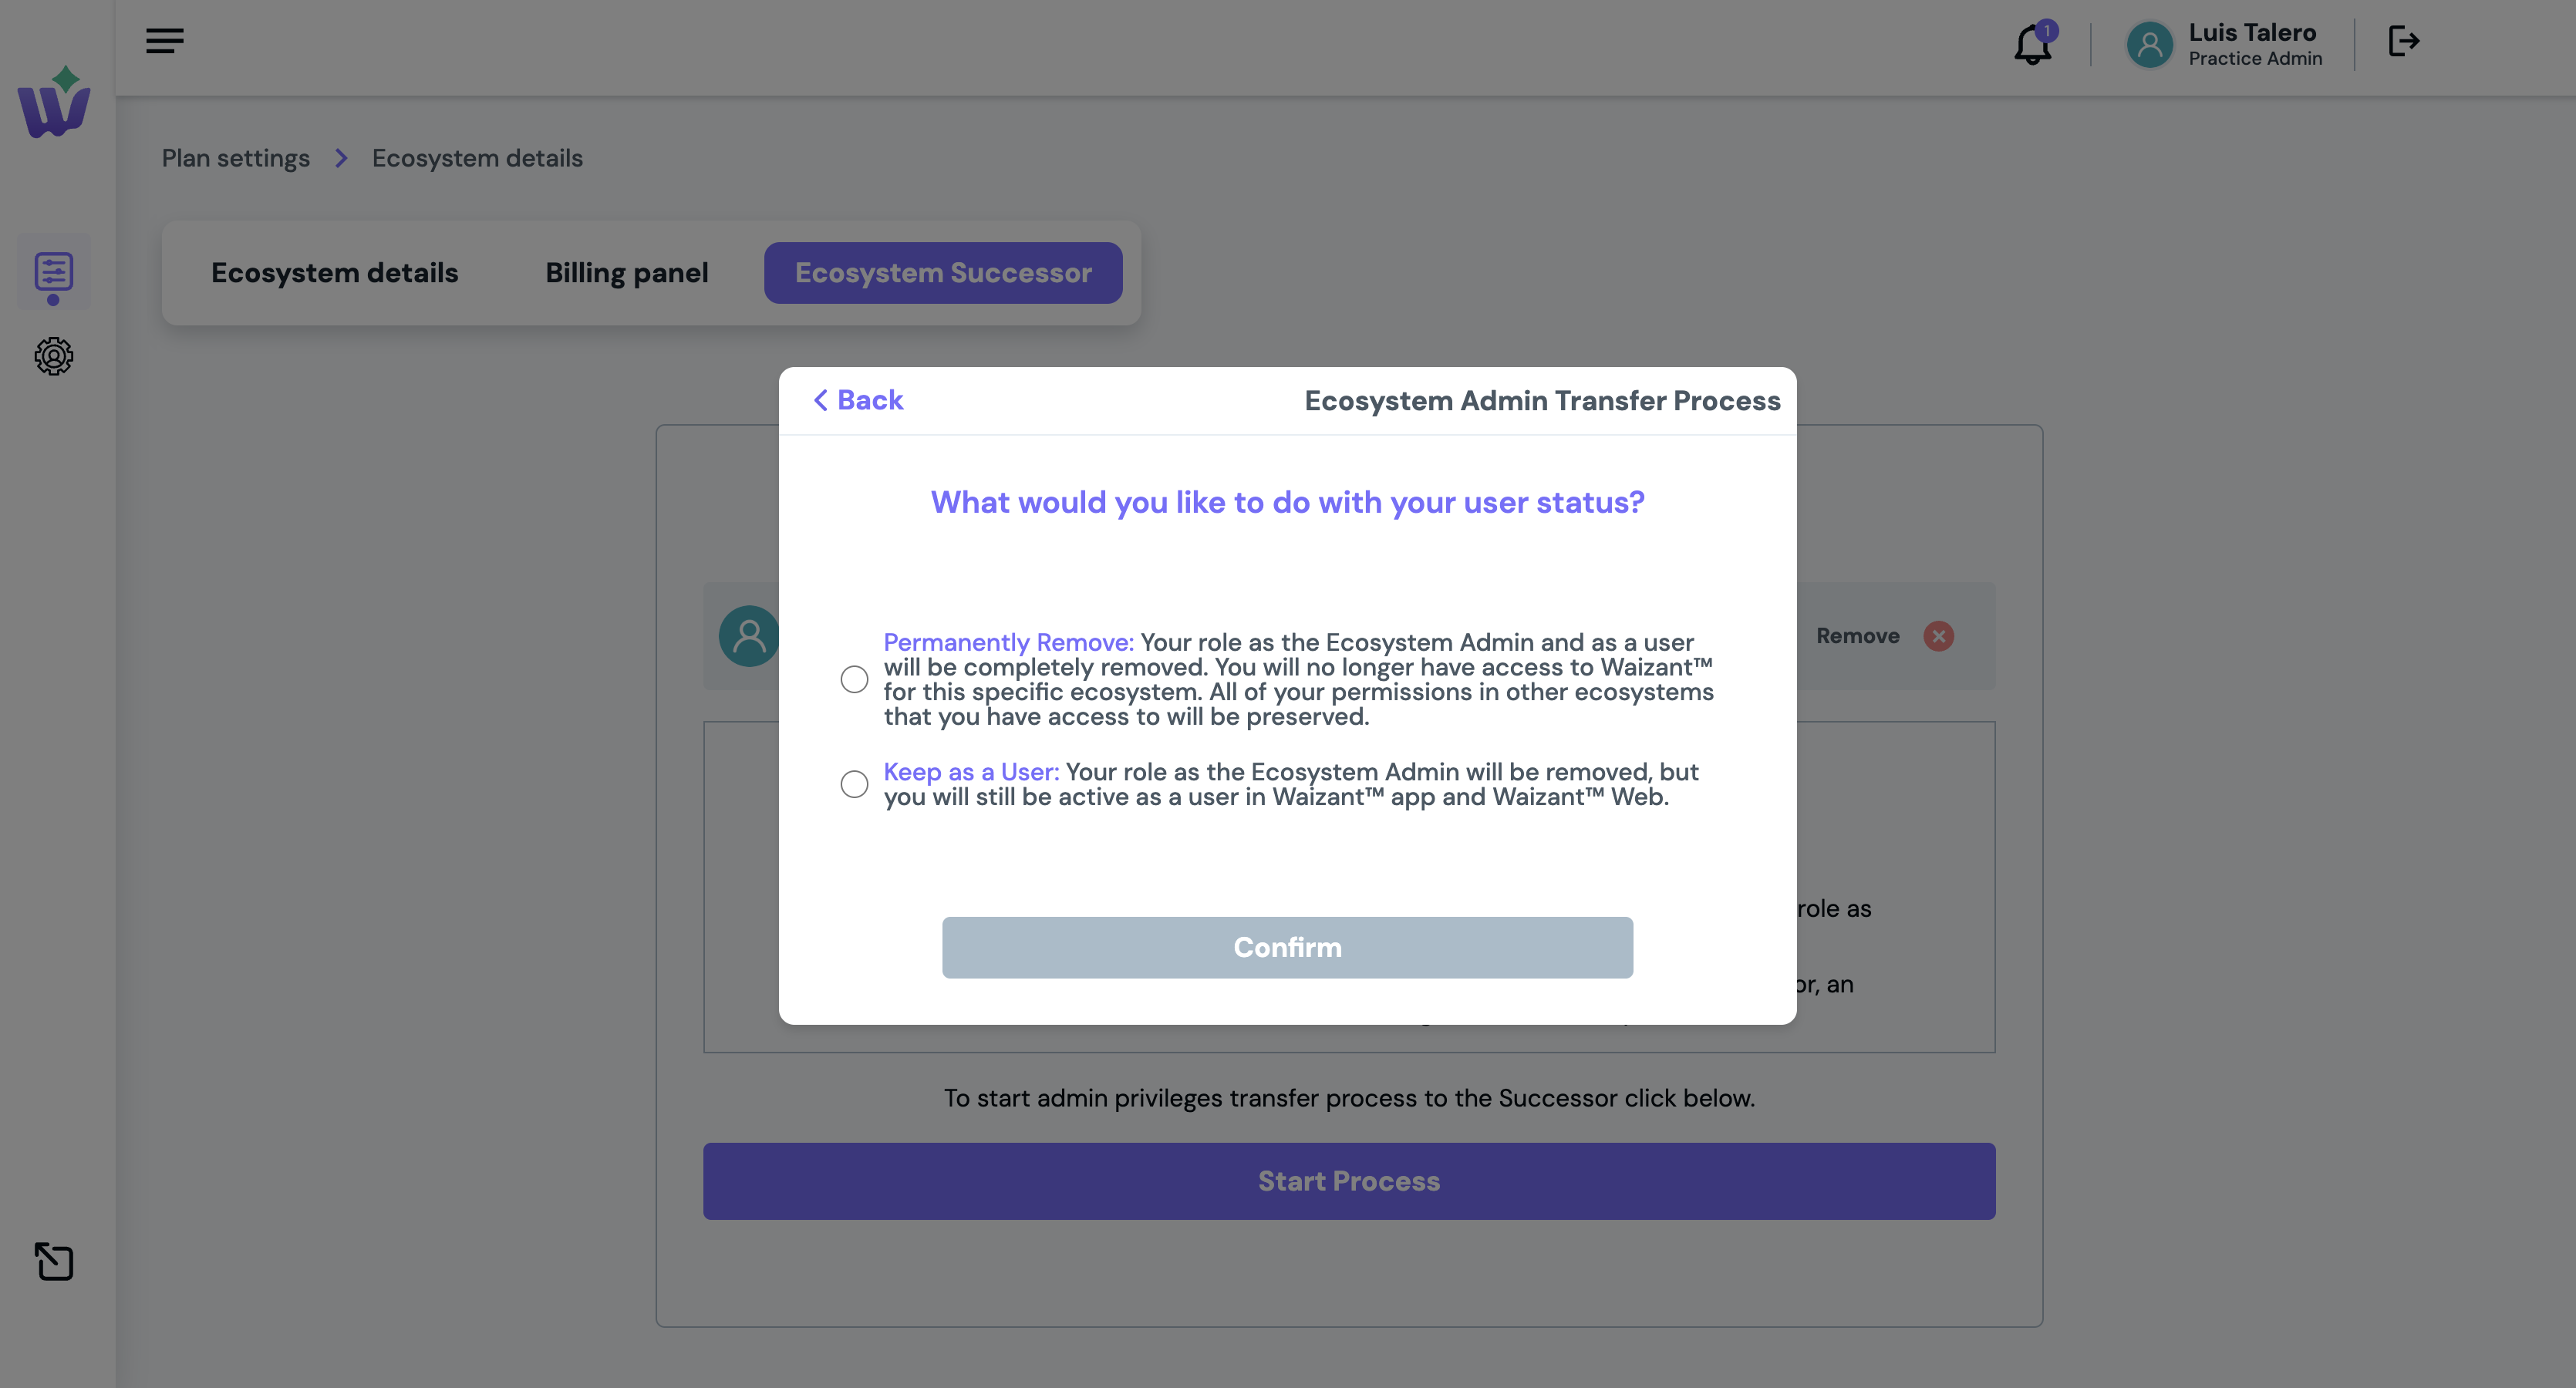 1
Luis Talero
Practice Admin
Plan settings
Ecosystem details
Ecosystem details
Billing panel
Ecosystem Successor
Back
Ecosystem Admin Transfer Process
What would you like to do with your user status?
Permanently Remove: Your role as the Ecosystem Admin and as a user
will be completely removed. You will no longer have access to Waizant™
for this specific ecosystem. All of your permissions in other ecosystems
that you have access to will be preserved.
Keep as a User: Your role as the Ecosystem Admin will be removed, but
you will still be active as a user in Waizant™ app and Waizant™ Web.
Confirm
Remove
role as
or, an
To start admin privileges transfer process to the Successor click below.
Start Process